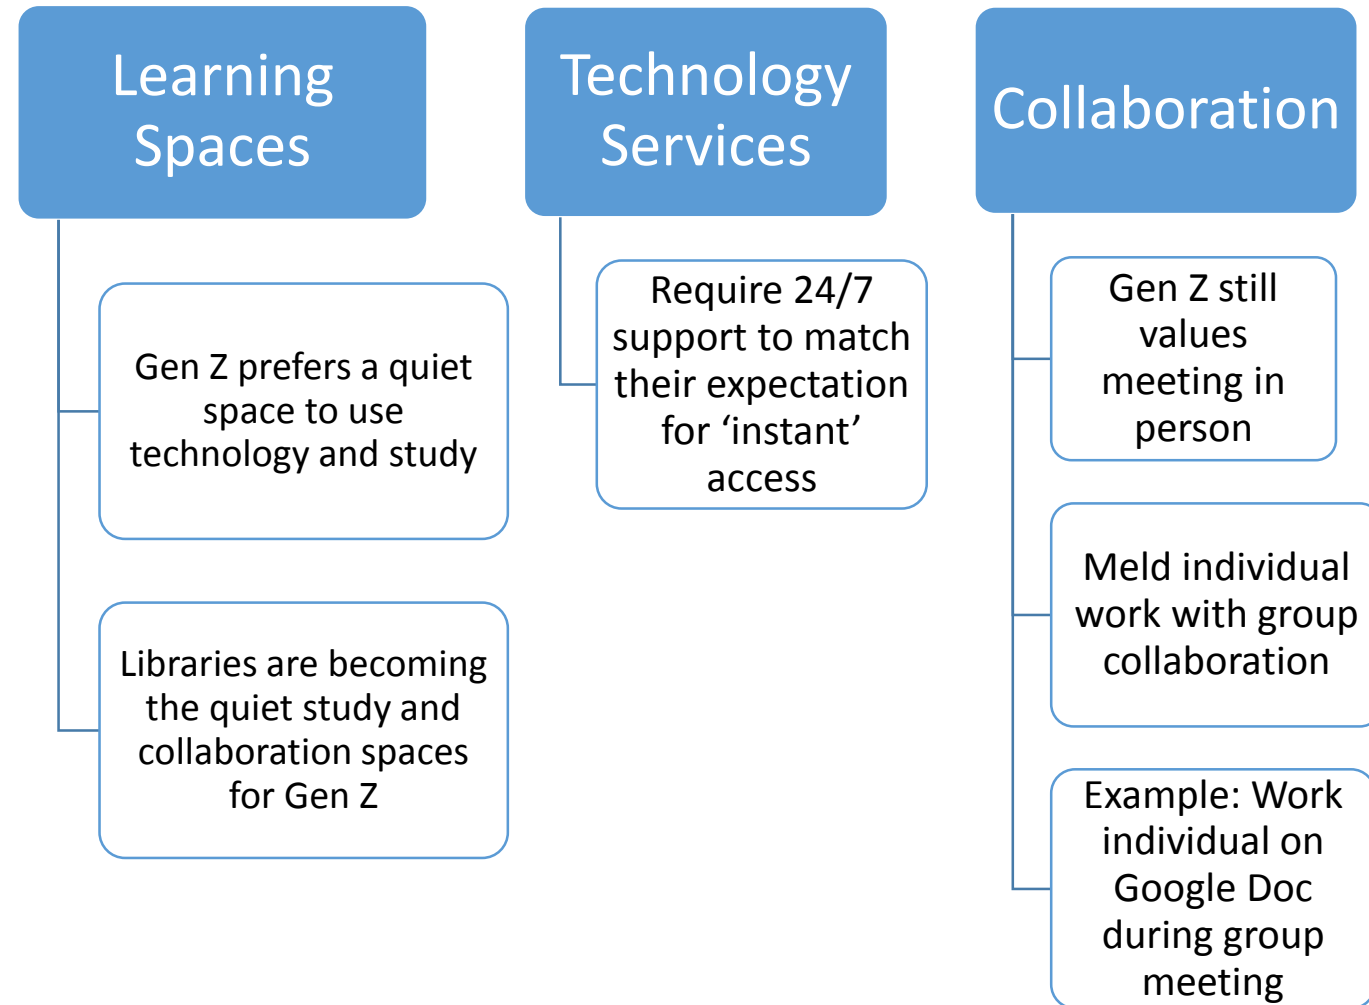 Learning
Spaces
Gen Z prefers a quiet
space to use
technology and study
Libraries are becoming
the quiet study and
collaboration spaces
for Gen Z
Technology
Services
Require 24/7
support to match
their expectation
for ‘instant’
access
Collaboration
Gen Z still
values
meeting in
person
Meld individual
work with group
collaboration
Example: Work
individual on
Google Doc
during group
meeting